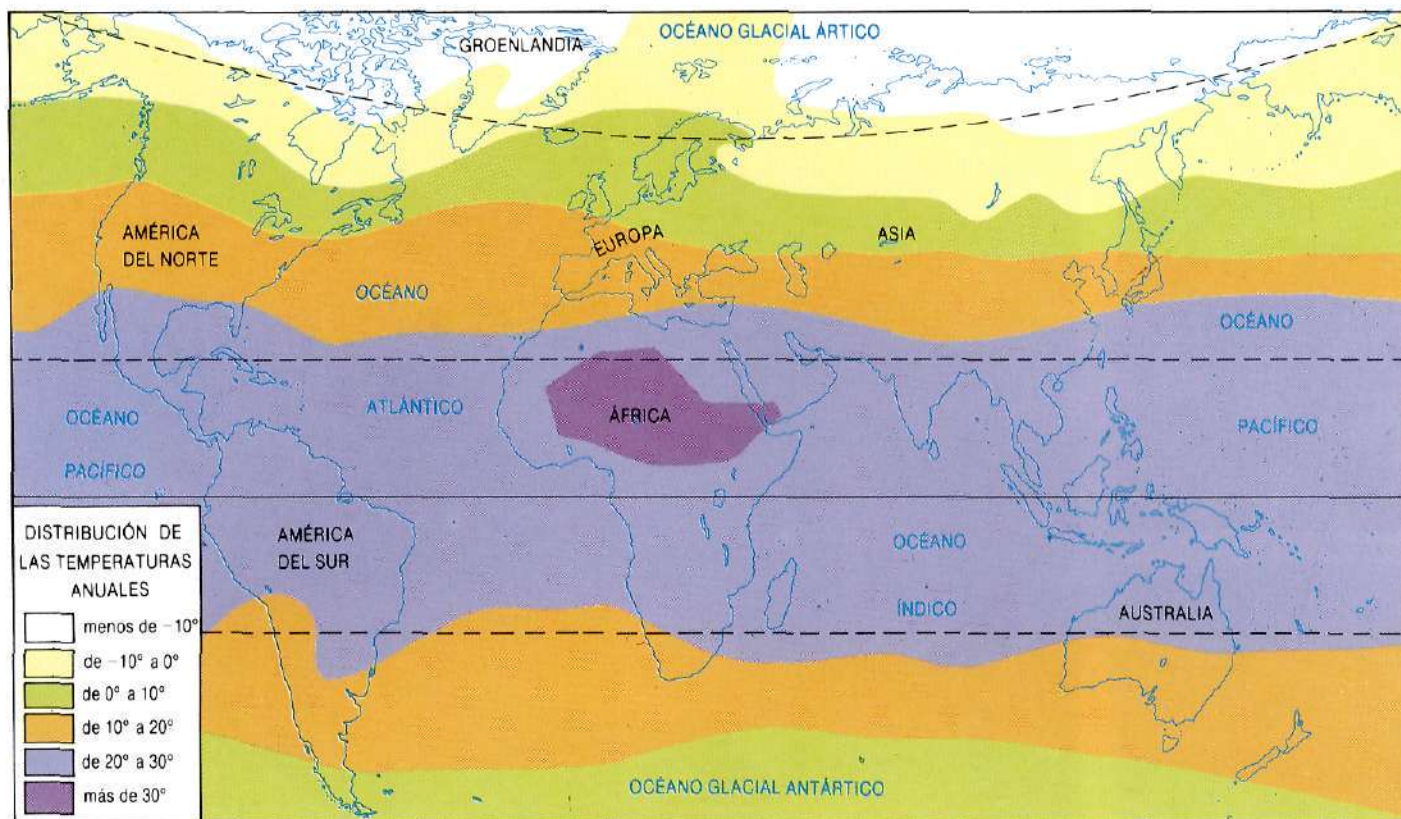 GROENLANDIA
OCÉANO GLACIAL ÁRTICO
AMÉRICA
DEL NORTE
EUROPA
ASIA
OCÉANO
ATLÁNTICO
OCÉANO
PACÍFICO
OCÉANO
PACÍFICO
ÁFRICA
AMÉRICA
DEL SUR
OCÉANO
ÍNDICO
AUSTRALIA
OCÉANO GLACIAL ANTÁRTICO
DISTRIBUCIÓN DE
LAS TEMPERATURAS
ANUALES
menos de −10°
de −10° a 0°
de 0° a 10°
de 10° a 20°
de 20° a 30°
más de 30°